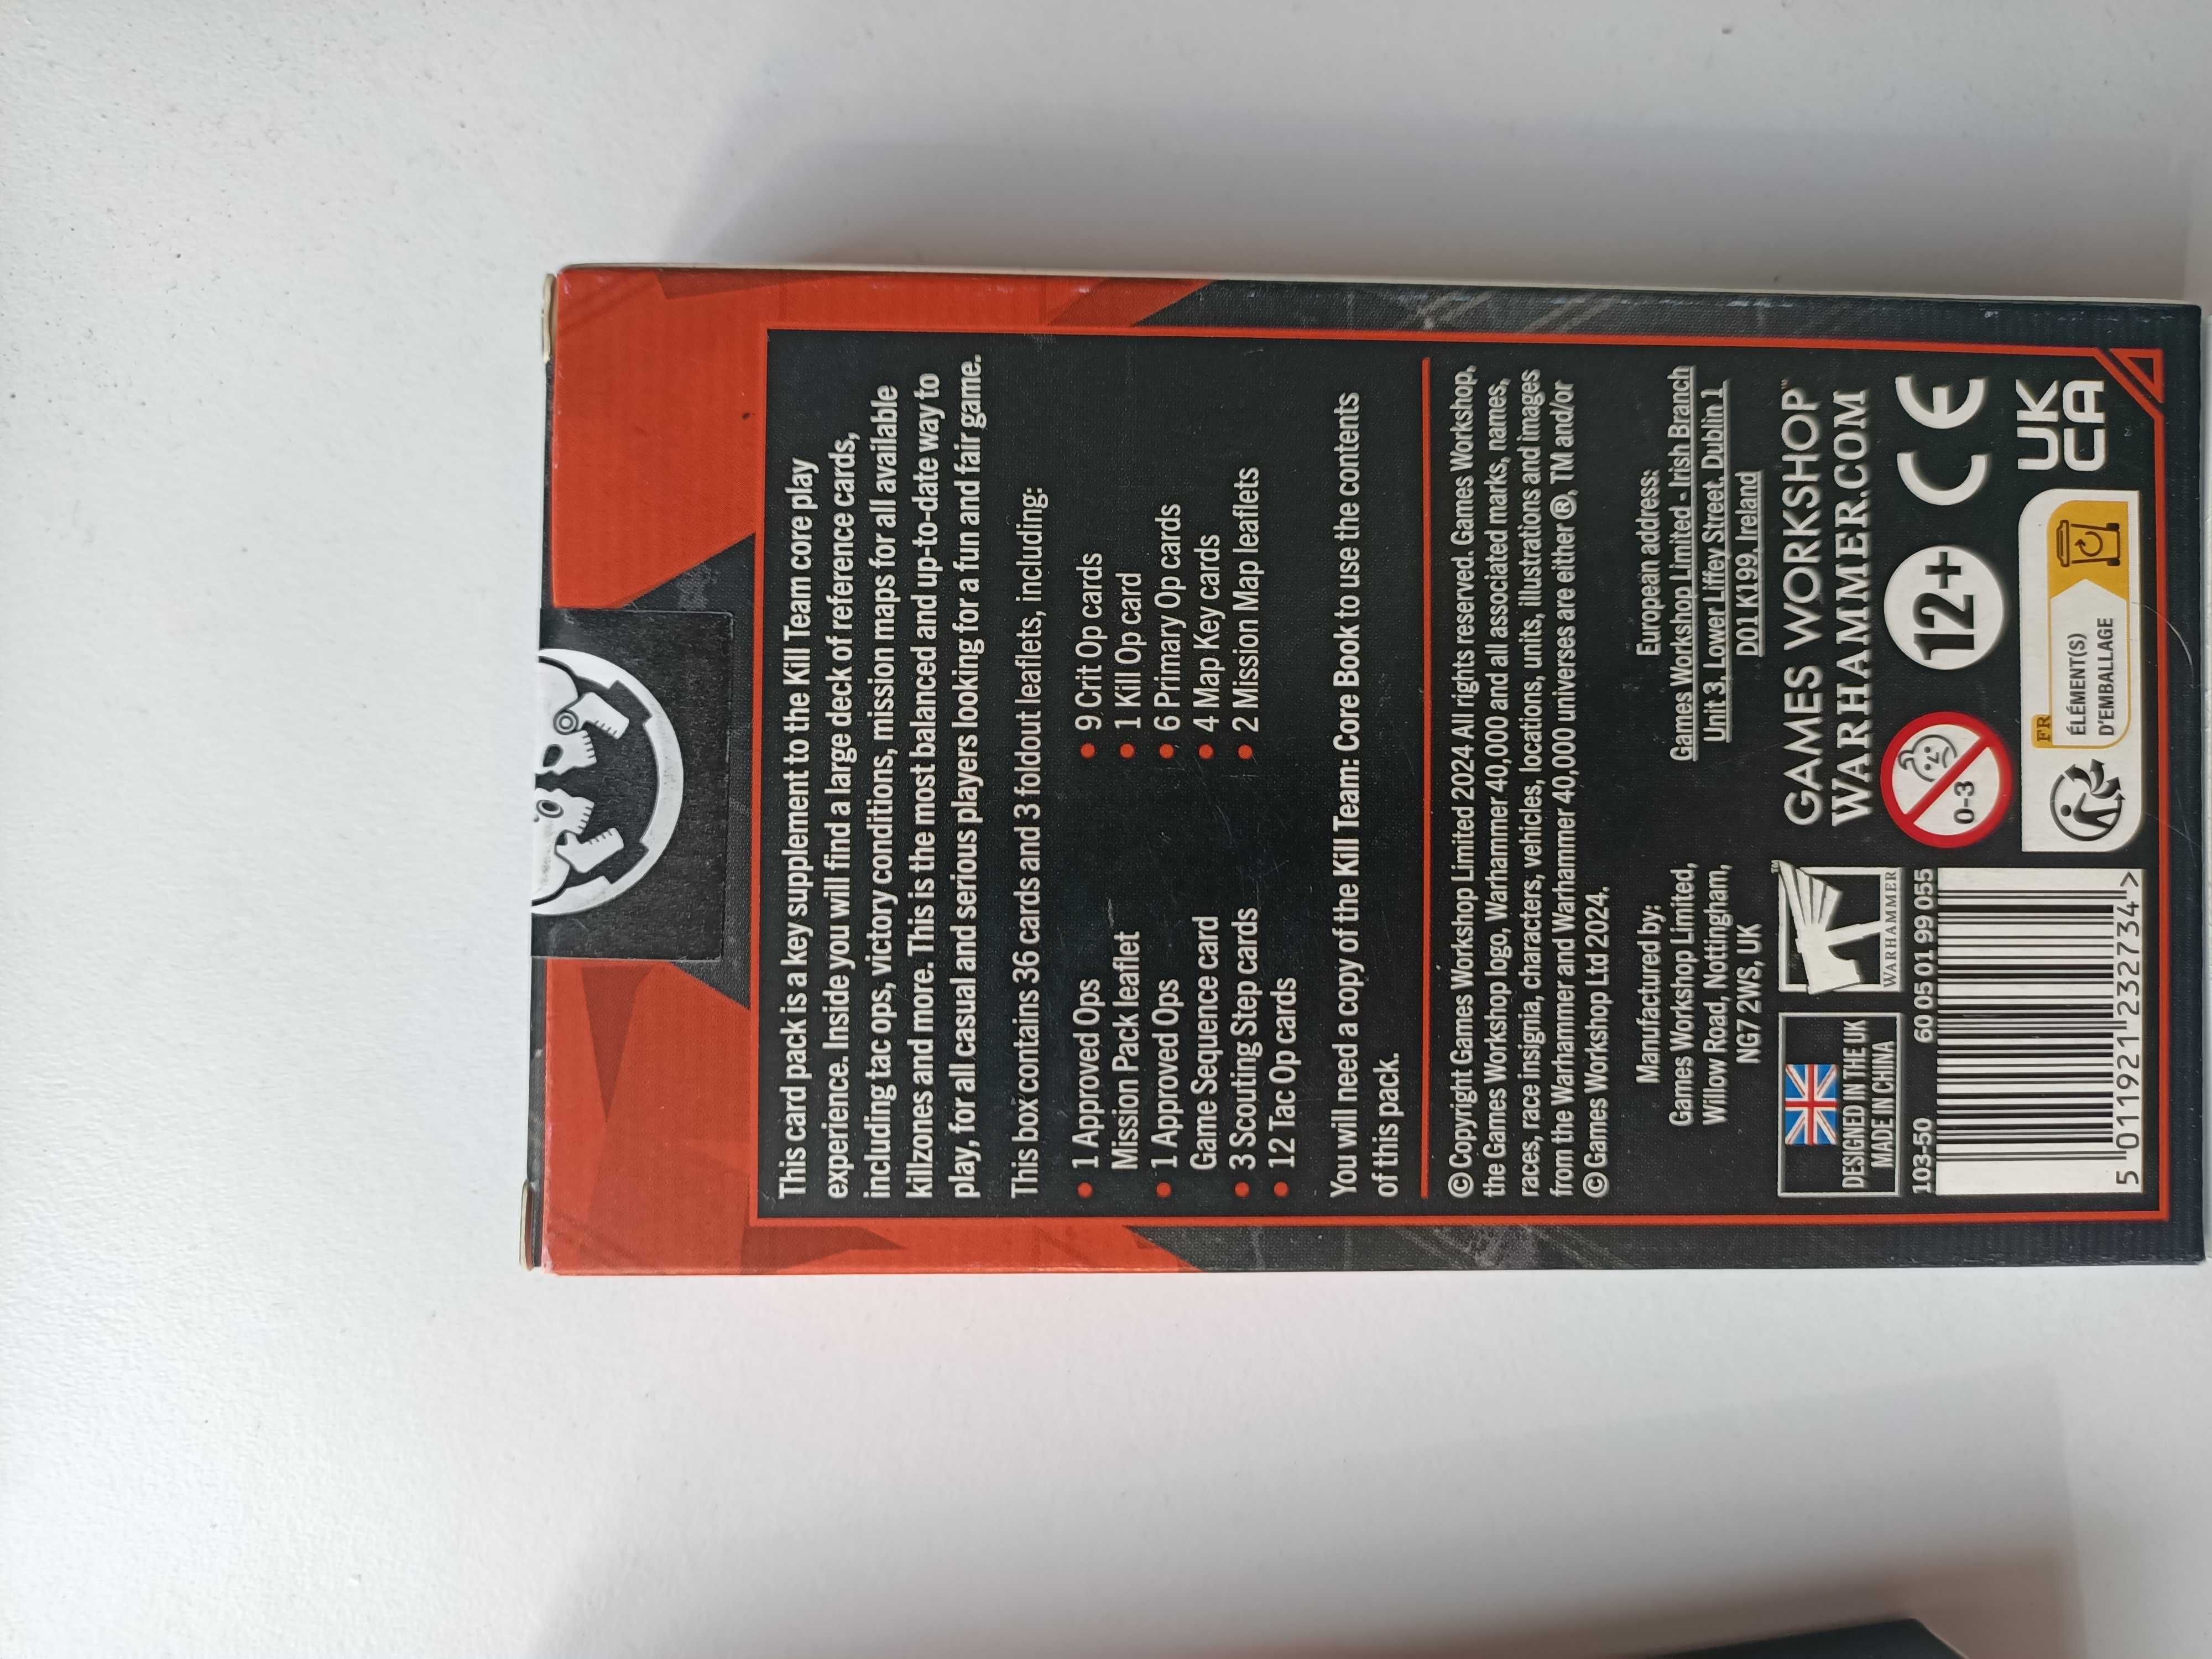 This card pack is a key supplement to the Kill Team core play
experience. Inside you will find a large deck of reference cards,
including tac ops, victory conditions, mission maps for all available
killzones and more. This is the most balanced and up-to-date way to
play, for all casual and serious players looking for a fun and fair game.
This box contains 36 cards and 3 foldout leaflets, including:
• 1 Approved Ops
Mission Pack leaflet
• 1 Approved Ops
Game Sequence card
• 3 Scouting Step cards
• 12 Tac Op cards
• 9 Crit Op cards
• 1 Kill Op card
• 6 Primary Op cards
• 4 Map Key cards
• 2 Mission Map leaflets
You will need a copy of the Kill Team: Core Book to use the contents
of this pack.
© Copyright Games Workshop Limited 2024 All rights reserved. Games Workshop,
the Games Workshop logo, Warhammer 40,000 and all associated marks, names,
races, race insignia, characters, vehicles, locations, units, illustrations and images
from the Warhammer and Warhammer 40,000 universes are either ®, TM and/or
© Games Workshop Ltd 2024.
Manufactured by:
Games Workshop Limited,
Willow Road, Nottingham,
NG7 2WS, UK
European address:
Games Workshop Limited - Irish Branch
Unit 3, Lower Liffey Street, Dublin 1
D01 K199, Ireland
DESIGNED IN THE UK
MADE IN CHINA
WARHAMMER™
GAMES WORKSHOP™
WARHAMMER.COM
103-50
60 05 01 99 055
5 011921 232734 >
0-3
12+
CE
FR
ÉLÉMENT(S)
D'EMBALLAGE
UK
CA